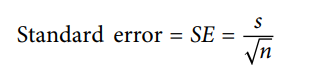 Standard error = SE = s/√n